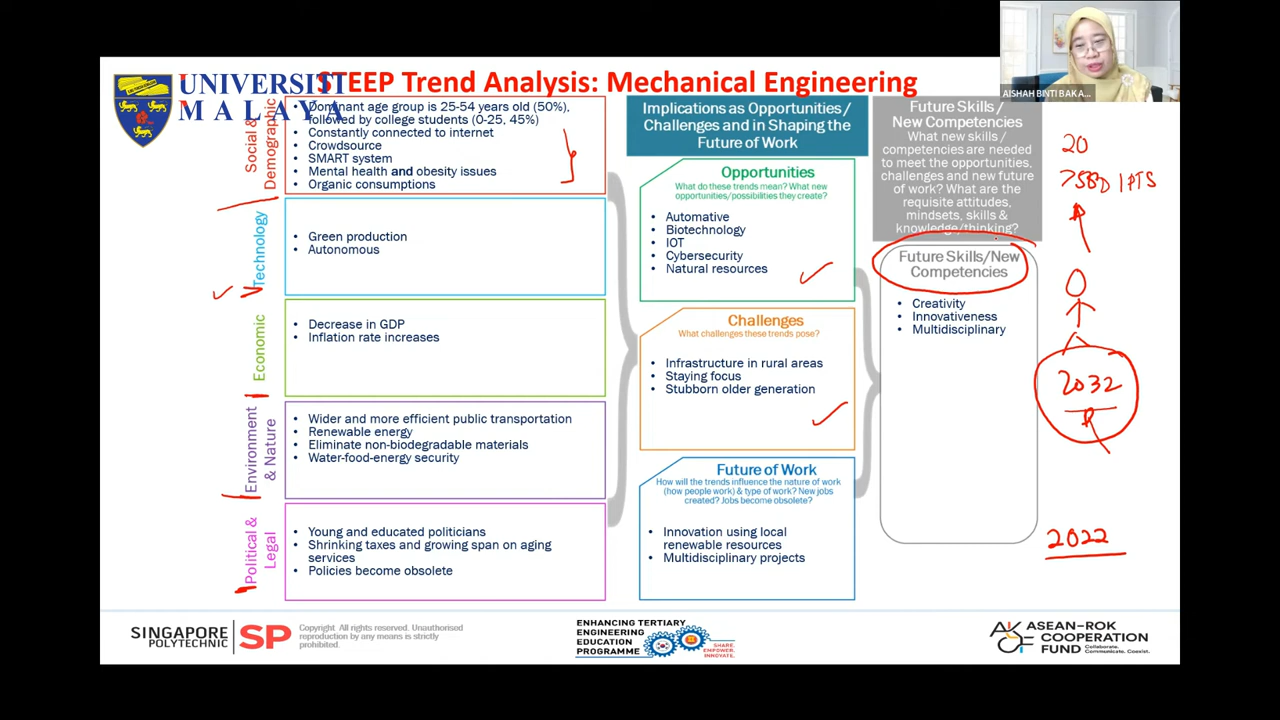 AISHAH BINTI BAKA...
UNIVERSITI
MALAYA
STEEP Trend Analysis: Mechanical Engineering
Social &
Demographic
Dominant age group is 25-54 years old (50%),
followed by college students (0-25, 45%)
• Constantly connected to internet
• Crowdsource
• SMART system
• Mental health and obesity issues
• Organic consumptions
Technology
• Green production
• Autonomous
Economic
• Decrease in GDP
• Inflation rate increases
Environment
& Nature
• Wider and more efficient public transportation
• Renewable energy
• Eliminate non-biodegradable materials
• Water-food-energy security
Political &
Legal
• Young and educated politicians
• Shrinking taxes and growing span on aging
services
• Policies become obsolete
Implications as Opportunities/
Challenges and in Shaping the
Future of Work
Opportunities
What do these trends mean? What new
opportunities/possibilities they create?
• Automative
• Biotechnology
• IOT
• Cybersecurity
• Natural resources
Challenges
What challenges these trends pose?
• Infrastructure in rural areas
• Staying focus
• Stubborn older generation
Future of Work
How will the trends influence the nature of work
(how people work) & type of work? New jobs
created? Jobs become obsolete?
• Innovation using local
renewable resources
• Multidisciplinary projects
Future Skills/
New Competencies
What new skills/
competencies are needed
to meet the opportunities,
challenges and new future
of work? What are the
requisite attitudes,
mindsets, skills &
knowledge/thinking?
Future Skills/New
Competencies
• Creativity
• Innovativeness
• Multidisciplinary
20
2032
2022
SINGAPORE
POLYTECHNIC
SP
Copyright All rights reserved. Unauthorised
reproduction by any means is strictly
prohibited.
ENHANCING TERTIARY
ENGINEERING
EDUCATION
PROGRAMME
SHARE.
EMPOWER.
INNOVATE.
AKCF
ASEAN-ROK
COOPERATION
FUND
Collaborate.
Communicate. Coexist.